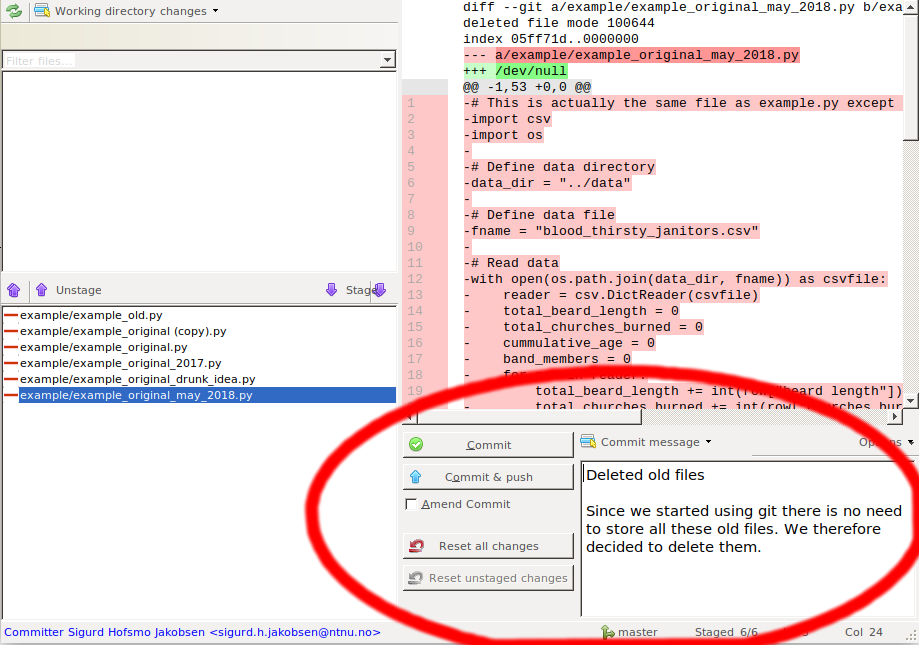 Working directory changes
Filter files...
Unstage
Stage
example/example_old.py
example/example_original (copy).py
example/example_original.py
example/example_original_2017.py
example/example_original_drunk_idea.py
example/example_original_may_2018.py
diff --git a/example/example_original_may_2018.py b/exa
deleted file mode 100644
index 05ff71d..0000000
--- a/example/example_original_may_2018.py
+++ /dev/null
@@ -1,53 +0,0 @@
1 -# This is actually the same file as example.py except
2 -import csv
3 -import os
4 -
5 -# Define data directory
6 -data_dir = "../data"
7 -
8 -# Define data file
9 -fname = "blood_thirsty_janitors.csv"
10 -
11 -# Read data
12 -with open(os.path.join(data_dir, fname)) as csvfile:
13 -    reader = csv.DictReader(csvfile)
14 -    total_beard_length = 0
15 -    total_churches_burned = 0
16 -    cummulative_age = 0
17 -    band_members = 0
18 -    for
19 total_beard_length += int(row["beard length"])
total_churches_burned += int(row[
Commit
Commit & push
Amend Commit
Reset all changes
Reset unstaged changes
Commit message
Deleted old files
Since we started using git there is no need
to store all these old files. We therefore
decided to delete them.
Committer Sigurd Hofsmo Jakobsen <sigurd.h.jakobsen@ntnu.no>
master
Staged 6/6
Col 24